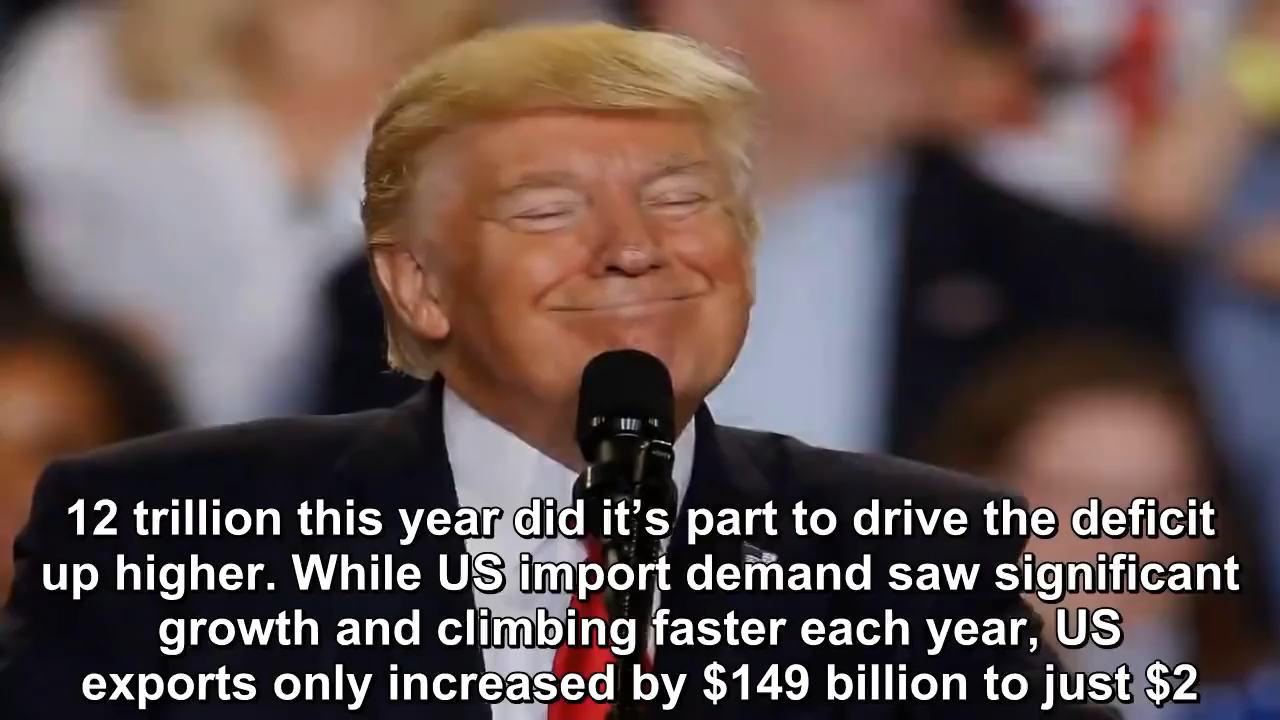 12 trillion this year did it’s part to drive the deficit
up higher. While US import demand saw significant
growth and climbing faster each year, US
exports only increased by $149 billion to just $2